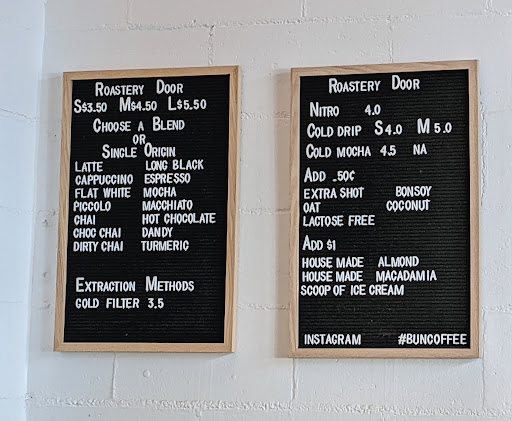 ROASTERY DOOR
S$3.50 M$4.50 L$5.50
CHOOSE A BLEND
OR
SINGLE ORIGIN
LATTE LONG BLACK
CAPPUCCINO ESPRESSO
FLAT WHITE MOCHA
PICCOLO MACCHIATO
CHAI HOT CHOCOLATE
CHOC CHAI DANDY
DIRTY CHAI TURMERIC
EXTRACTION METHODS
GOLD FILTER 3.5
ROASTERY DOOR
NITRO 4.0
COLD DRIP S 4.0 M 5.0
COLD MOCHA 4.5 NA
ADD .50¢
EXTRA SHOT BONSOY
OAT COCONUT
LACTOSE FREE
ADD $1
HOUSE MADE ALMOND
HOUSE MADE MACADAMIA
SCOOP OF ICE CREAM
INSTAGRAM #BUNCOFFEE